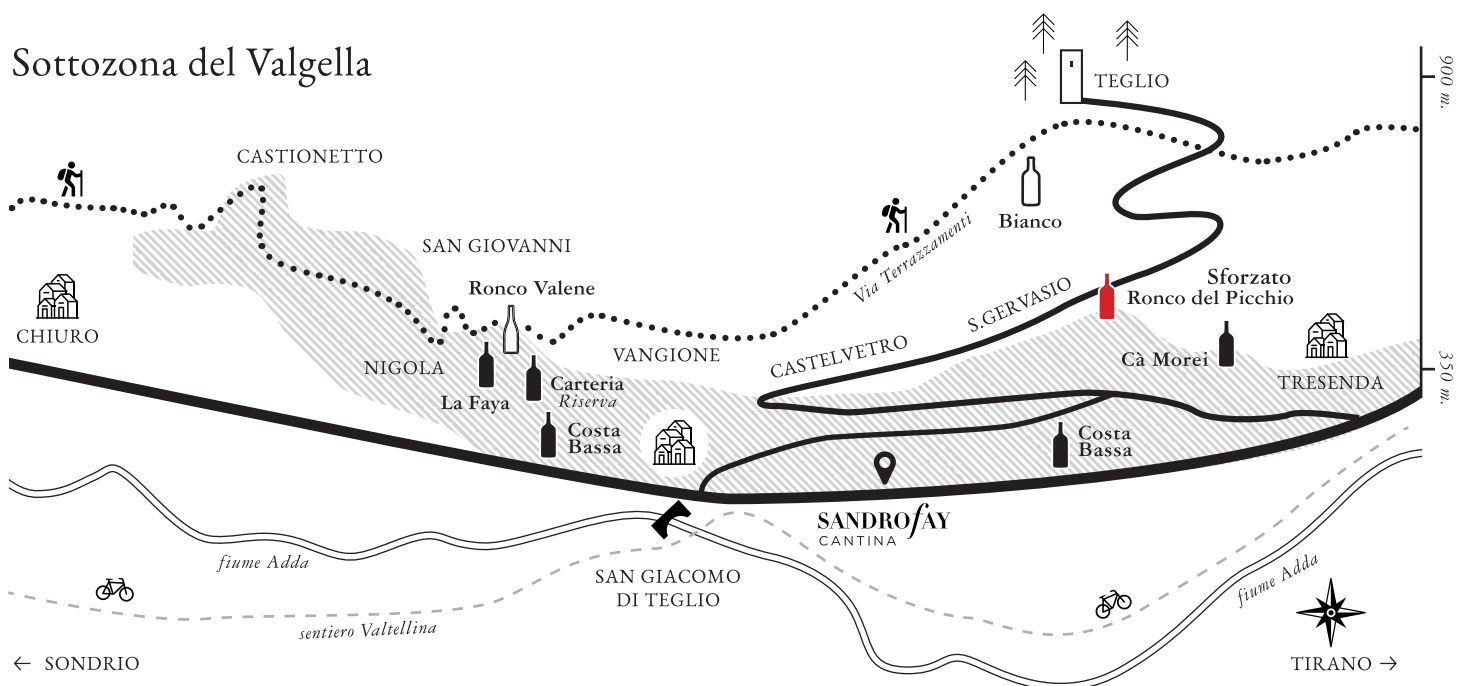 Sottozona del Valgella
TEGLIO
900 m.
CASTIONETTO
Bianco
Via Terrazzamenti
SAN GIOVANNI
Ronco Valene
S.GERVASIO
Sforzato
Ronco del Picchio
CHIURO
NIGOLA
VANGIONE
CASTELVETRO
Cà Morei
TRESENDA
350 m.
La Faya
Carteria
Riserva
Costa
Bassa
Costa
Bassa
SANDROFAY
CANTINA
fiume Adda
SAN GIACOMO
DI TEGLIO
fiume Adda
sentiero Valtellina
← SONDRIO
TIRANO →